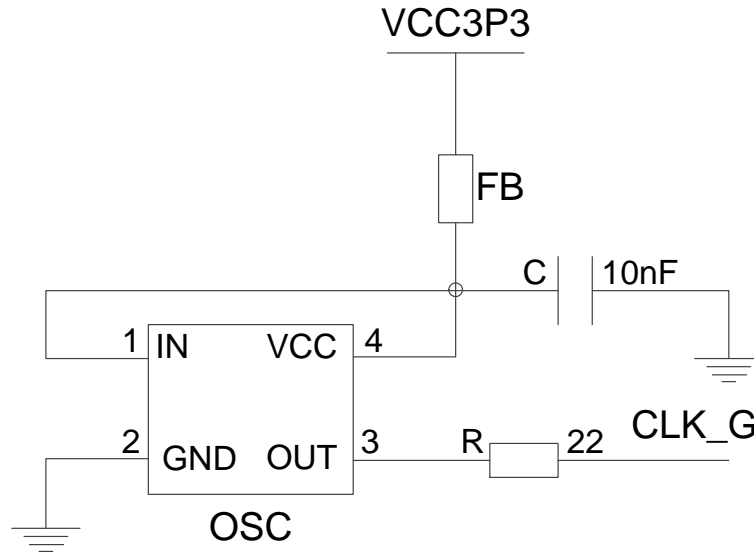 VCC3P3
FB
C 10nF
1 IN VCC 4
2 GND OUT 3 R 22 CLK_G
OSC